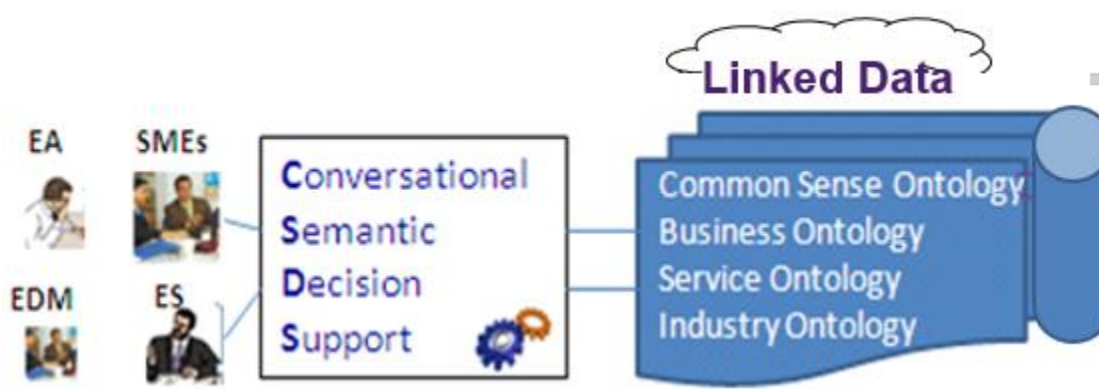 Linked Data
EA
SMEs
EDM
ES
Conversational
Semantic
Decision
Support
Common Sense Ontology
Business Ontology
Service Ontology
Industry Ontology